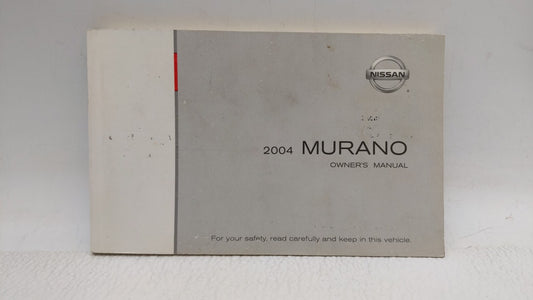 NISSAN
2004 MURANO
OWNER'S MANUAL
For your safety, read carefully and keep in this vehicle.